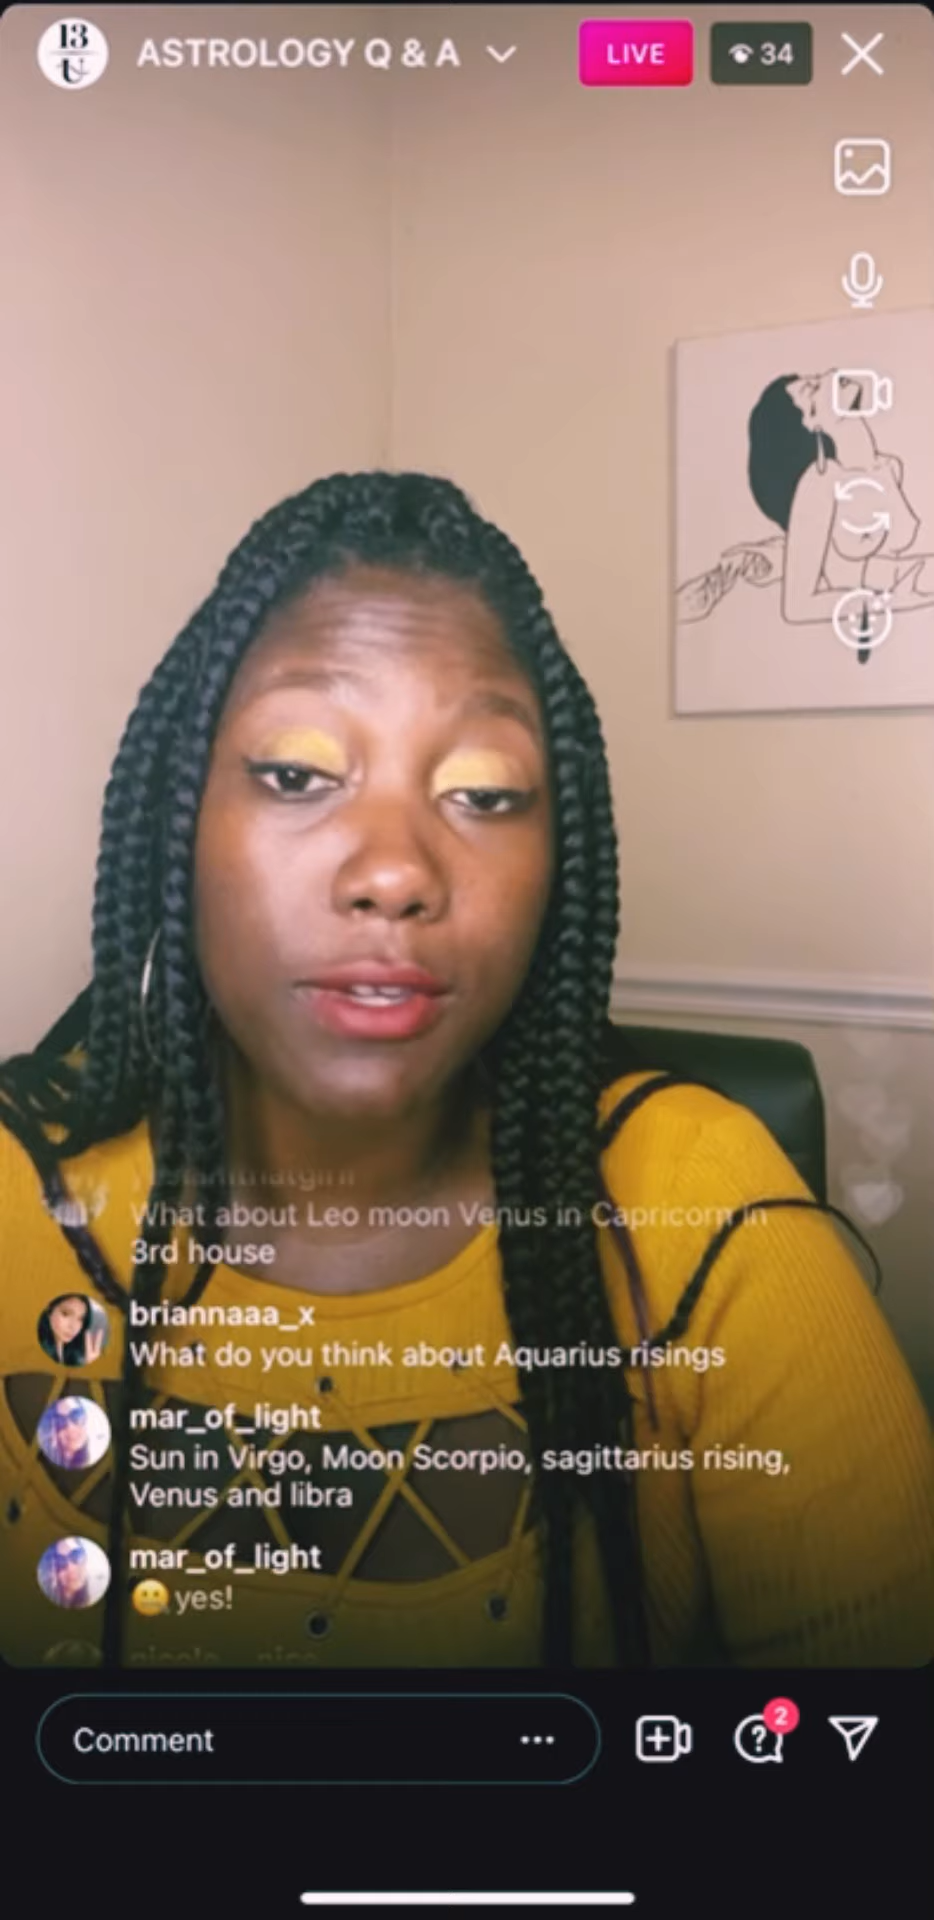 13
U
ASTROLOGY Q & A
LIVE
34
What about Leo moon Venus in Capricorn in
3rd house
briannaaa_x
What do you think about Aquarius risings
mar_of_light
Sun in Virgo, Moon Scorpio, sagittarius rising,
Venus and libra
mar_of_light
🤐 yes!
Comment
2